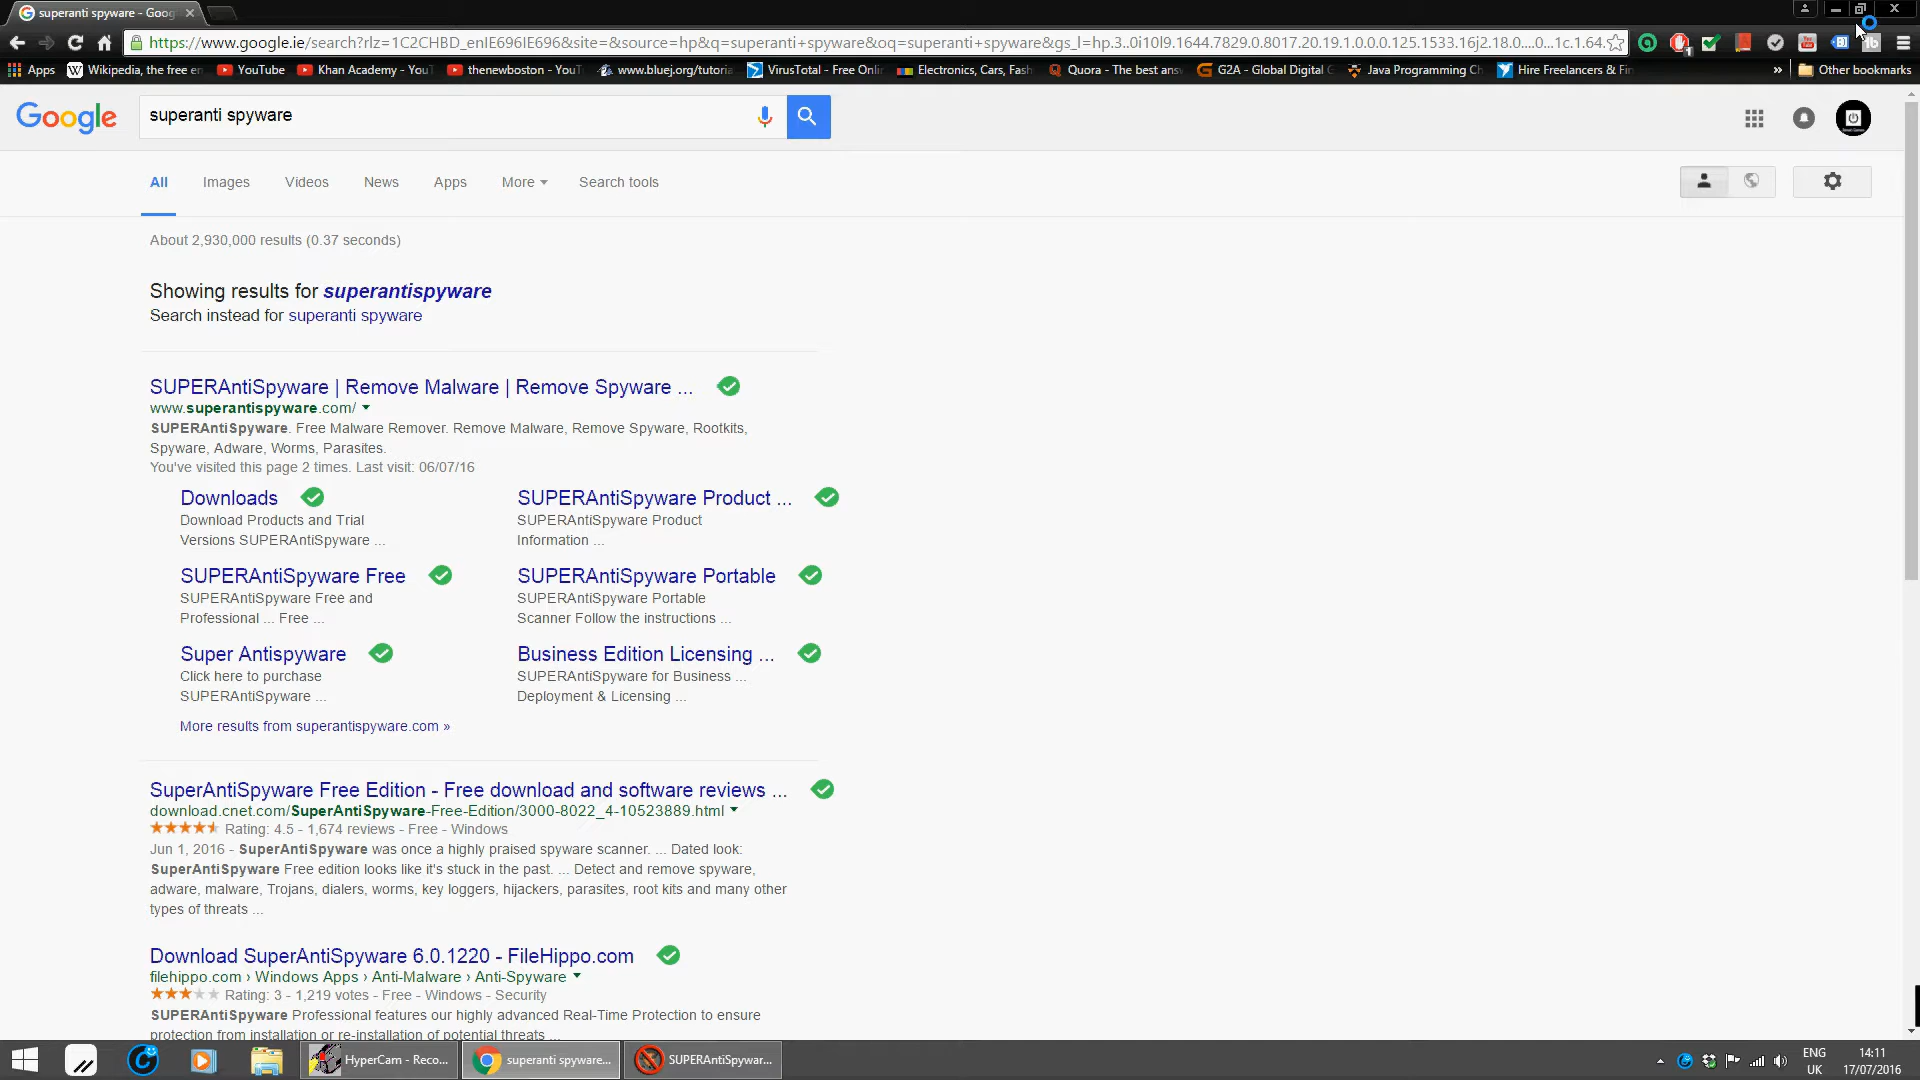 superanti spyware - Goog
https://www.google.ie/search?rlz=1C2CHBD_enIE696IE696&site=&source=hp&q=superanti+spyware&oq=superanti+spyware&gs_l=hp.3..0i10l9.1644.7829.0.8017.20.19.1.0.0.0.125.1533.16j2.18.0....0...1c.1.64.
Apps Wikipedia, the free en YouTube Khan Academy - YouT thenewboston - YouT www.bluej.org/tutoria VirusTotal - Free Onli Electronics, Cars, Fash Quora - The best ans G2A - Global Digital Java Programming Ch Hire Freelancers & Fin » Other bookmarks
Google superanti spyware
All Images Videos News Apps More Search tools
About 2,930,000 results (0.37 seconds)
Showing results for superantispyware
Search instead for superanti spyware
SUPERAntiSpyware | Remove Malware | Remove Spyware ...
www.superantispyware.com/
SUPERAntiSpyware. Free Malware Remover. Remove Malware, Remove Spyware, Rootkits,
Spyware, Adware, Worms, Parasites.
You've visited this page 2 times. Last visit: 06/07/16
Downloads
Download Products and Trial
Versions SUPERAntiSpyware ...
SUPERAntiSpyware Product ...
SUPERAntiSpyware Product
Information ...
SUPERAntiSpyware Free
SUPERAntiSpyware Free and
Professional ... Free ...
SUPERAntiSpyware Portable
SUPERAntiSpyware Portable
Scanner Follow the instructions ...
Super Antispyware
Click here to purchase
SUPERAntiSpyware ...
Business Edition Licensing ...
SUPERAntiSpyware for Business ...
Deployment & Licensing ...
More results from superantispyware.com »
SuperAntiSpyware Free Edition - Free download and software reviews ...
download.cnet.com/SuperAntiSpyware-Free-Edition/3000-8022_4-10523889.html
Rating: 4.5 - 1,674 reviews - Free - Windows
Jun 1, 2016 - SuperAntiSpyware was once a highly praised spyware scanner. ... Dated look:
SuperAntiSpyware Free edition looks like it's stuck in the past. ... Detect and remove spyware,
adware, malware, Trojans, dialers, worms, key loggers, hijackers, parasites, root kits and many other
types of threats ...
Download SuperAntiSpyware 6.0.1220 - FileHippo.com
filehippo.com › Windows Apps › Anti-Malware › Anti-Spyware
Rating: 3 - 1,219 votes - Free - Windows - Security
SUPERAntiSpyware Professional features our highly advanced Real-Time Protection to ensure
protection from installation or re-installation of potential threats ...
HyperCam - Reco... superanti spyware... SUPERAntiSpywar...
ENG
UK
14:11
17/07/2016